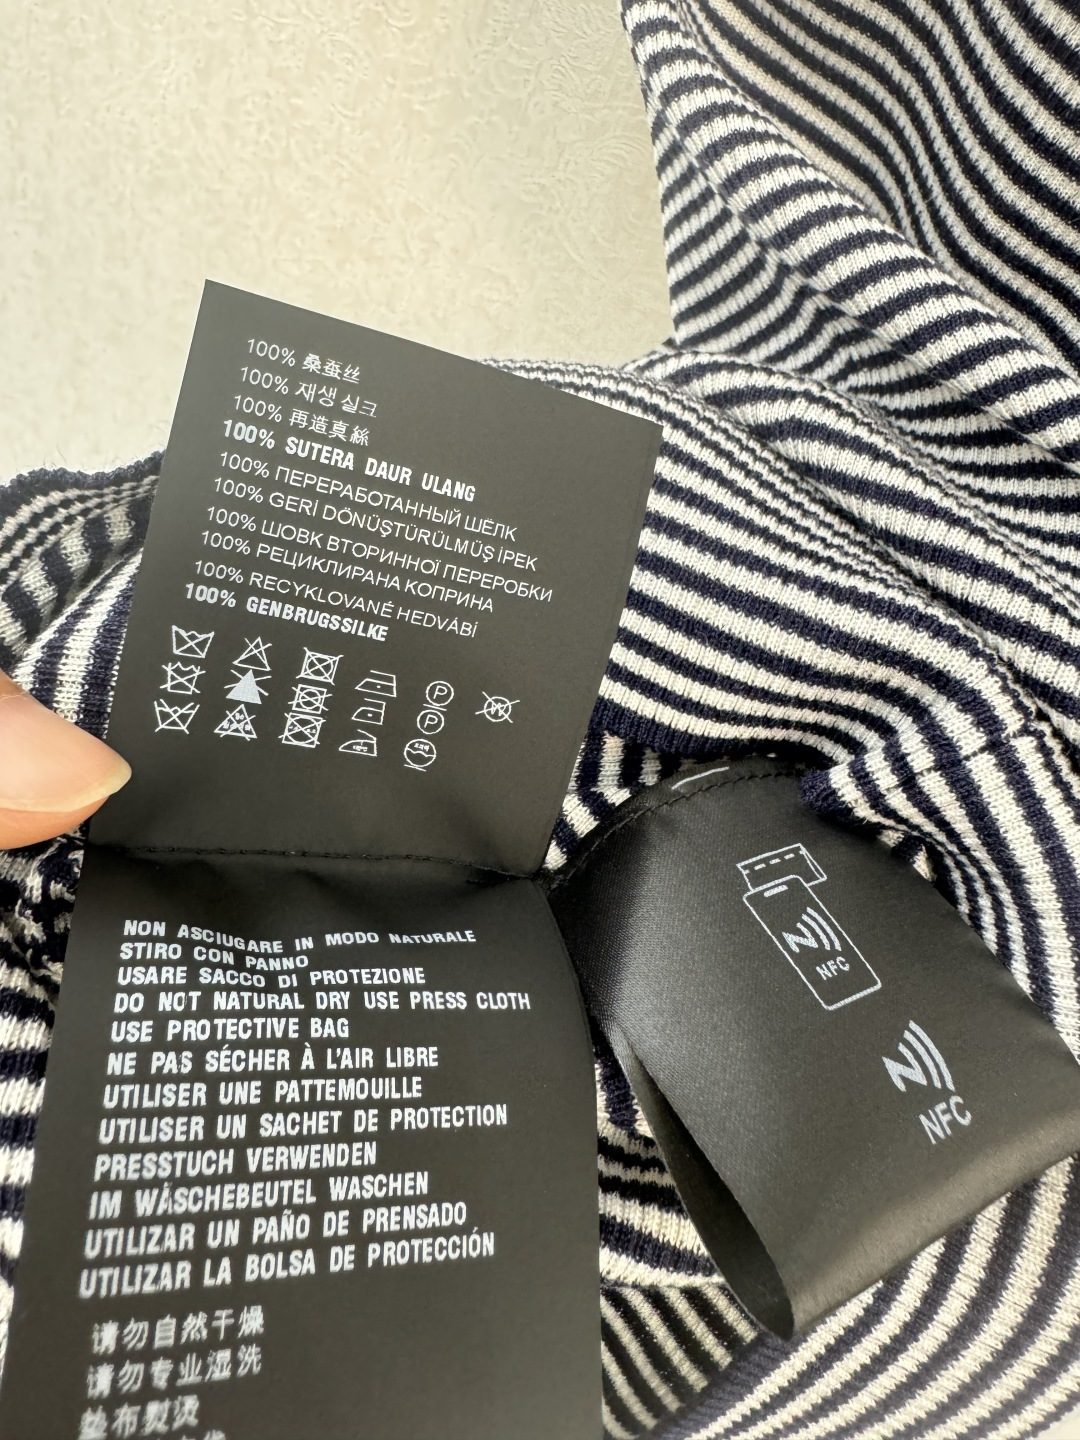 100% 桑蚕丝
100% 재생 실크
100% 再造真絲
100% SUTERA DAUR ULANG
100% ПЕРЕРАБОТАННЫЙ ШЁЛК
100% GERİ DÖNÜŞTÜRÜLMÜŞ İPEK
100% ШОВК ВТОРИННОЇ ПЕРЕРОБКИ
100% РЕЦИКЛИРАНА КОПРИНА
100% RECYKLOVANÉ HEDVÁBÍ
100% GENBRUGSSILKE
P
P
NON ASCIUGARE IN MODO NATURALE
STIRO CON PANNO
USARE SACCO DI PROTEZIONE
DO NOT NATURAL DRY USE PRESS CLOTH
USE PROTECTIVE BAG
NE PAS SÉCHER À L'AIR LIBRE
UTILISER UNE PATTEMOUILLE
UTILISER UN SACHET DE PROTECTION
PRESSTUCH VERWENDEN
IM WÄSCHEBEUTEL WASCHEN
UTILIZAR UN PAÑO DE PRENSADO
UTILIZAR LA BOLSA DE PROTECCIÓN
请勿自然干燥
请勿专业湿洗
垫布熨烫
NFC
NFC